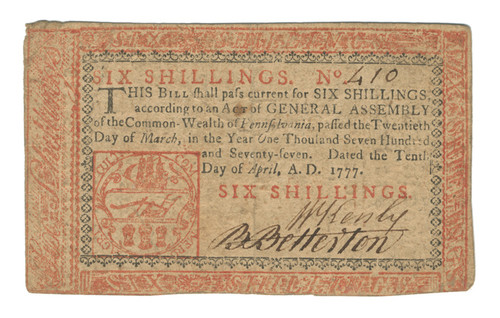 SIX SHILLINGS. No. 410
THIS BILL shall pass current for SIX SHILLINGS,
according to an Act of GENERAL ASSEMBLY
of the Common-Wealth of Pennsylvania, passed the Twentieth
Day of March, in the Year One Thousand Seven Hundred
and Seventy-seven. Dated the Tenth
Day of April, A. D. 1777.
SIX SHILLINGS.
B. Betterton